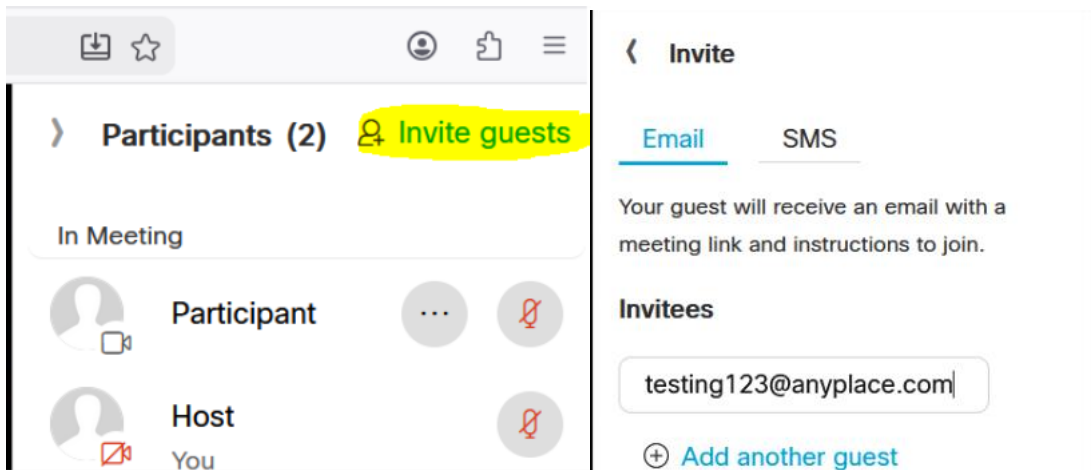 Participants (2) Invite guests
In Meeting
Participant
Host
You
Invite
Email SMS
Your guest will receive an email with a
meeting link and instructions to join.
Invitees
testing123@anyplace.com
Add another guest